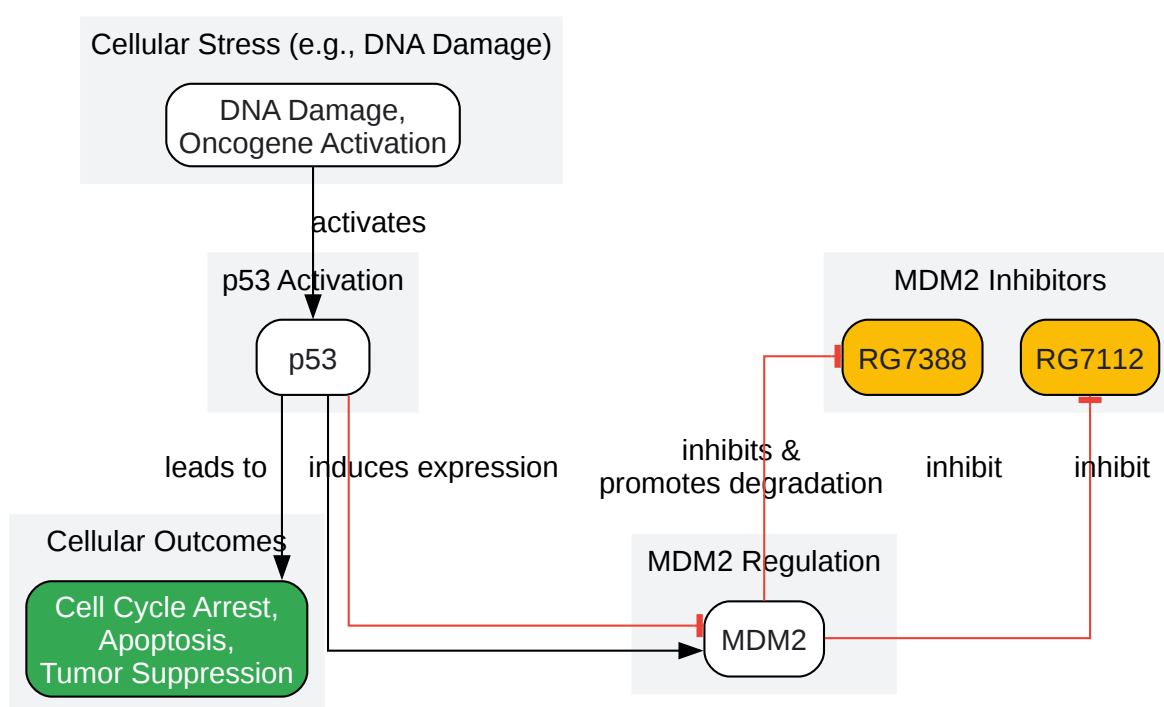 Cellular Stress (e.g., DNA Damage)
DNA Damage,
Oncogene Activation
activates
p53 Activation
p53
MDM2 Inhibitors
RG7388
RG7112
leads to
induces expression
inhibits &
promotes degradation
inhibit
inhibit
Cellular Outcomes
Cell Cycle Arrest,
Apoptosis,
Tumor Suppression
MDM2 Regulation
MDM2